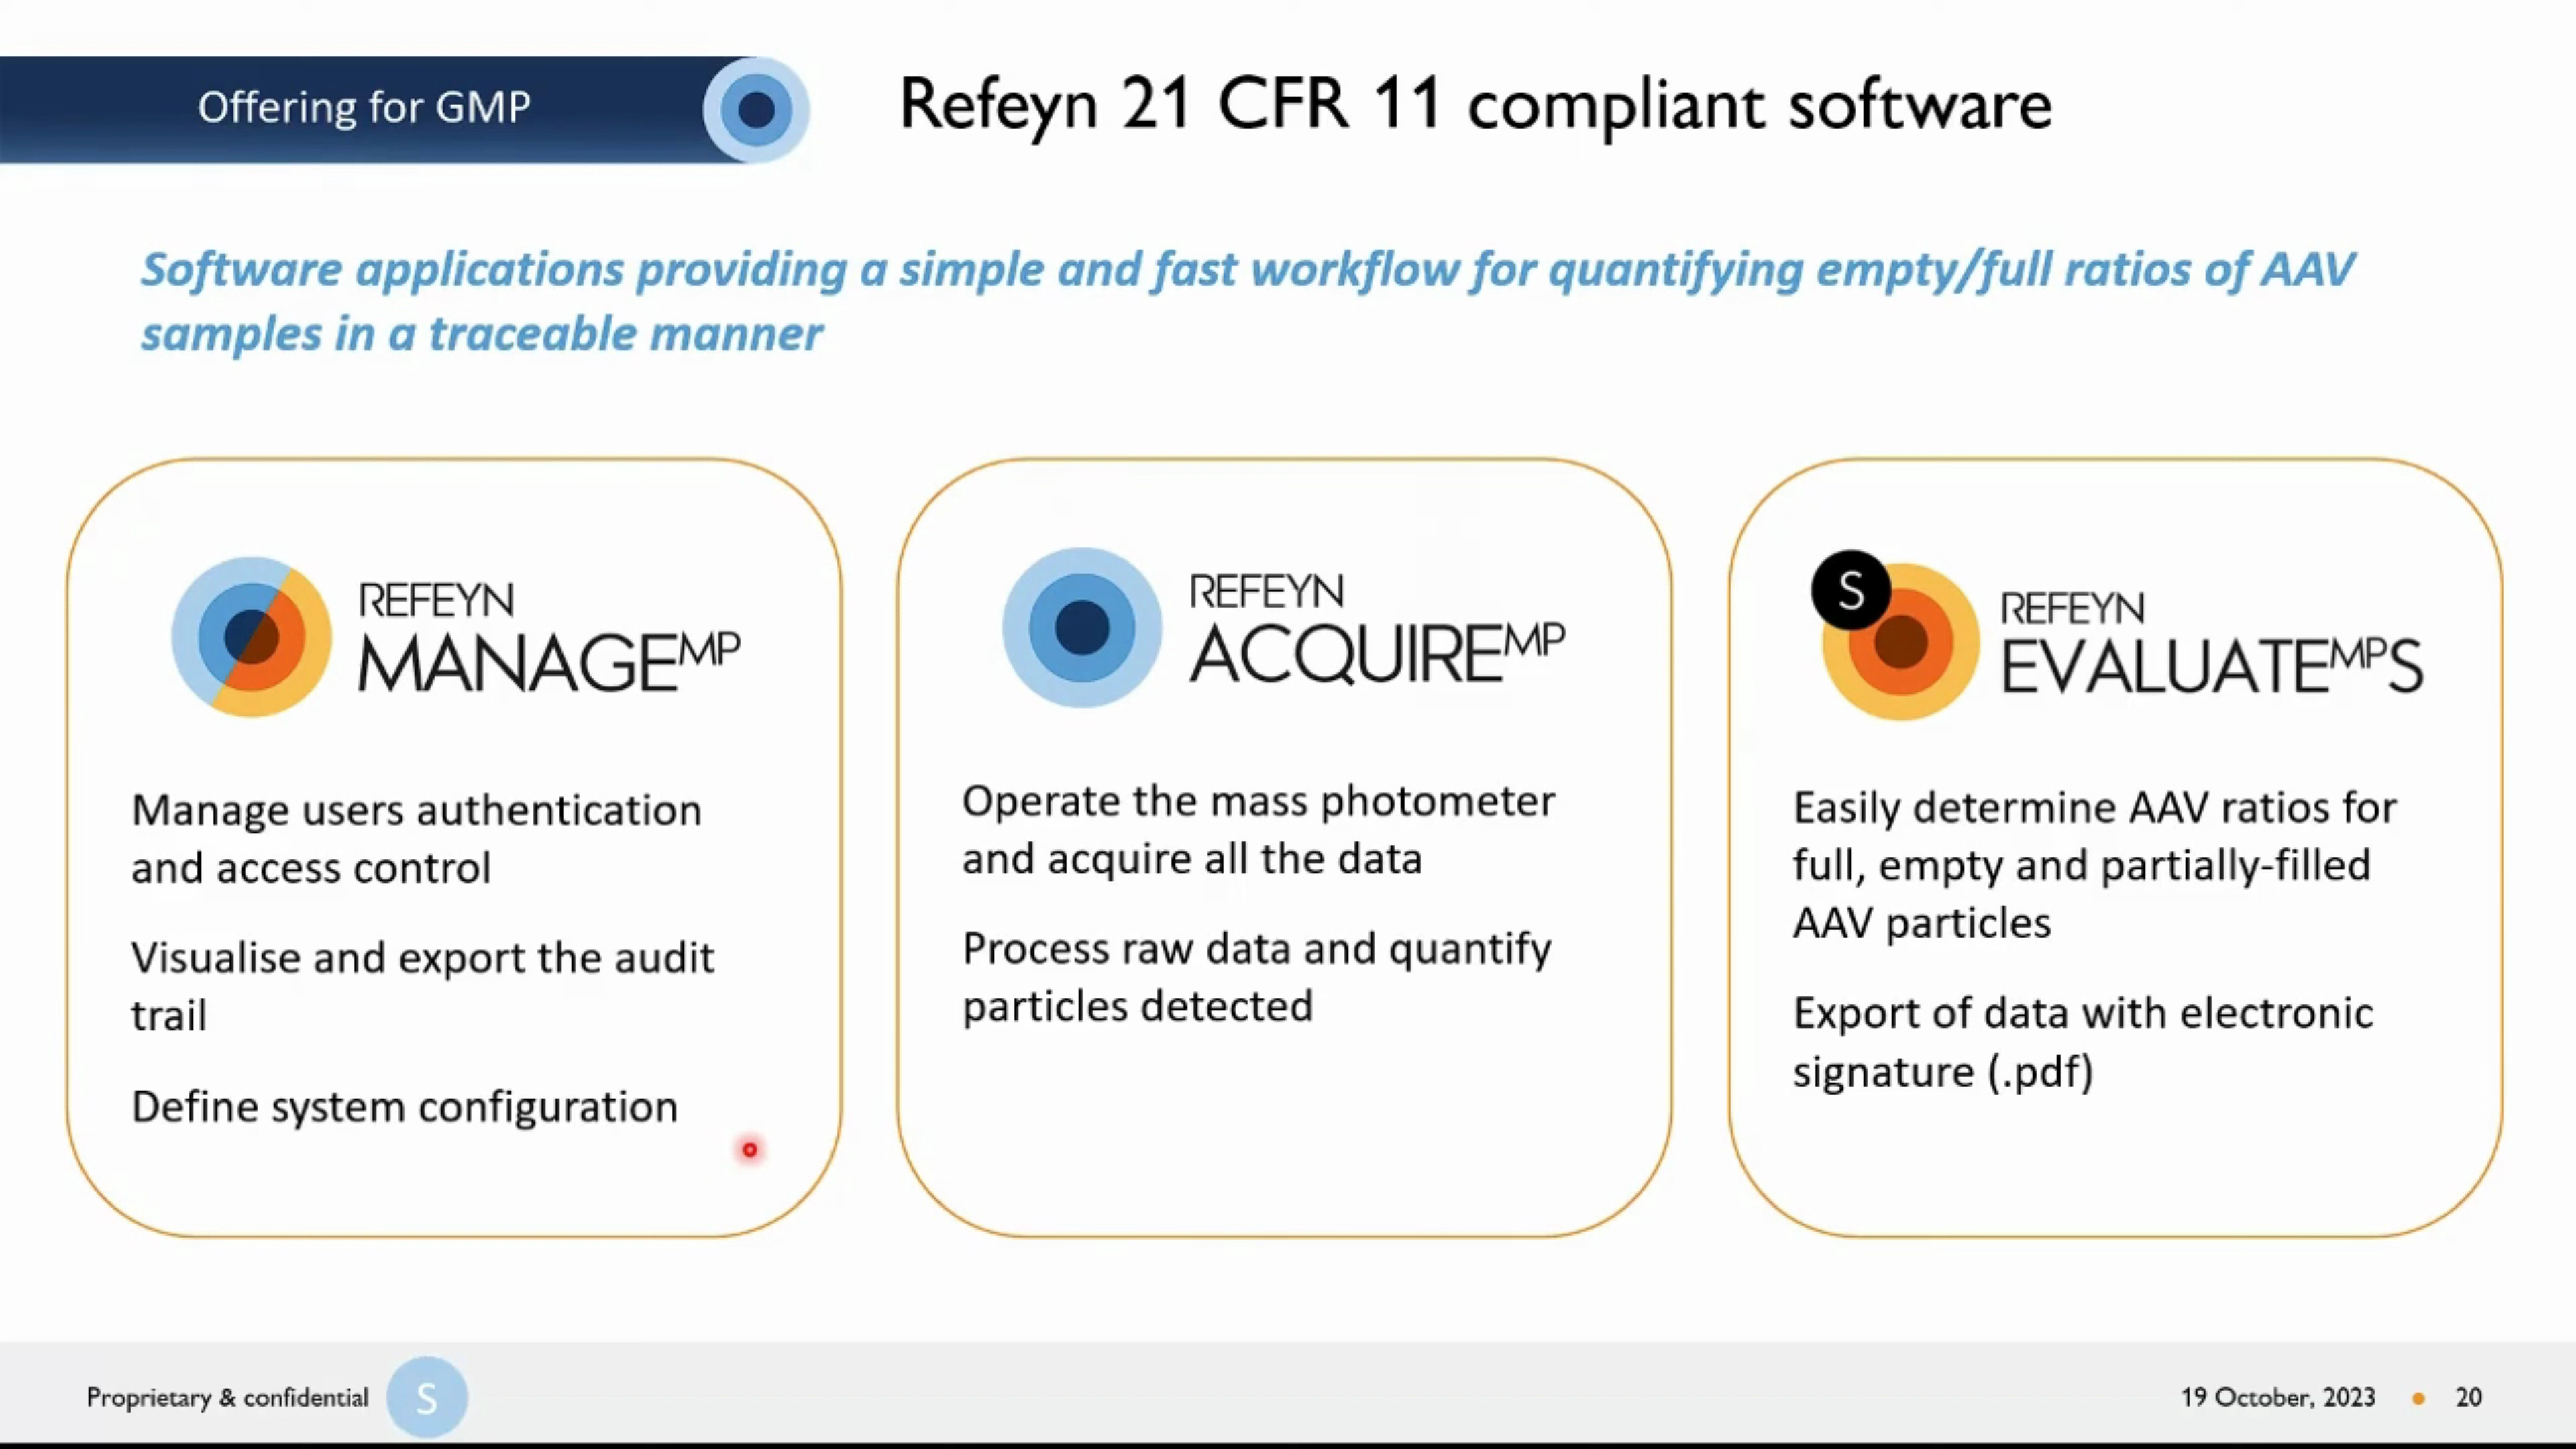 Offering for GMP
Refeyn 21 CFR 11 compliant software
Software applications providing a simple and fast workflow for quantifying empty/full ratios of AAV
samples in a traceable manner
REFEYN
MANAGEMP
Manage users authentication
and access control
Visualise and export the audit
trail
Define system configuration
REFEYN
ACQUIREMP
Operate the mass photometer
and acquire all the data
Process raw data and quantify
particles detected
S
REFEYN
EVALUATEMPS
Easily determine AAV ratios for
full, empty and partially-filled
AAV particles
Export of data with electronic
signature (.pdf)
Proprietary & confidential
S
19 October, 2023 • 20